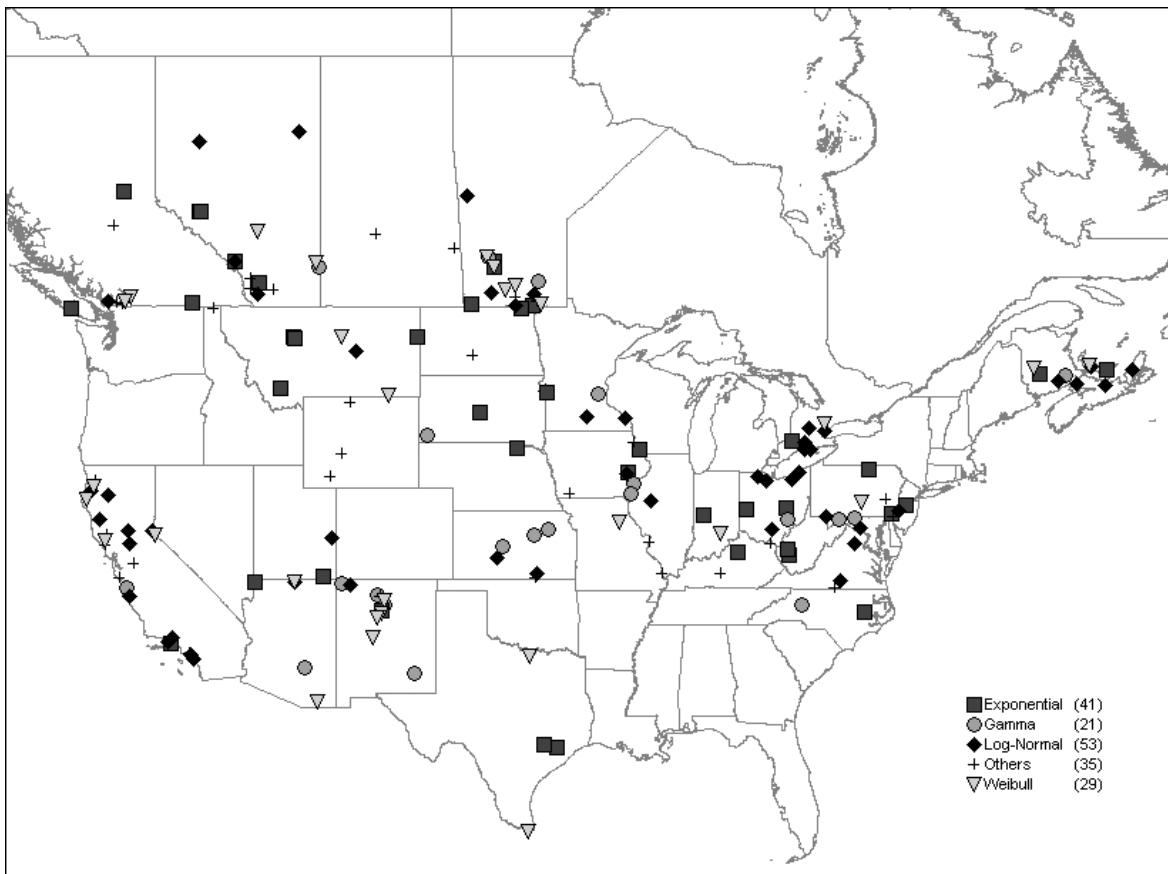 Exponential (41)
Gamma (21)
Log-Normal (53)
Others (35)
Weibull (29)